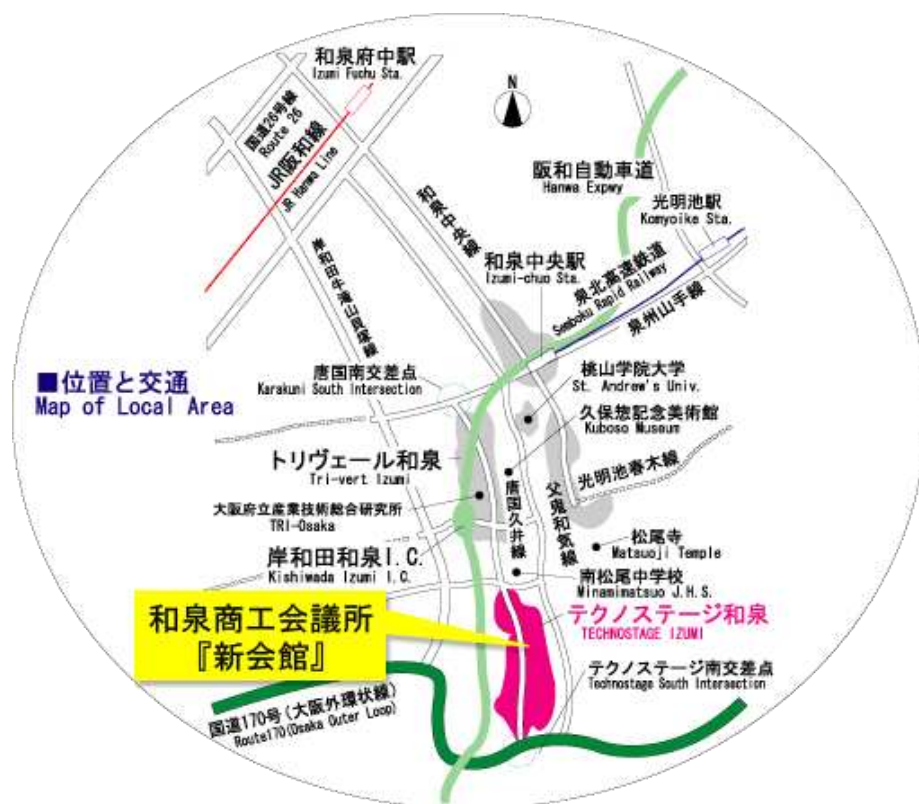 和泉府中駅
Izumi Fuchu Sta.
国道26号線
Route 26
JR阪和線
JR Hanwa Line
N
阪和自動車道
Hanwa Expwy
光明池駅
Komyoike Sta.
和泉中央線
和泉中央駅
Izumi-chuo Sta.
泉北高速鉄道
Semboku Rapid Railway
泉州山手線
岸和田牛滝山貝塚線
■位置と交通
Map of Local Area
唐国南交差点
Karakuni South Intersection
桃山学院大学
St. Andrew's Univ.
久保惣記念美術館
Kuboso Museum
トリヴェール和泉
Tri-vert Izumi
光明池春木線
大阪府立産業技術総合研究所
TRI-Osaka
唐国久井線
父鬼和気線
松尾寺
Matsuoji Temple
岸和田和泉I.C.
Kishiwada Izumi I.C.
南松尾中学校
Minamimatsuo J.H.S.
和泉商工会議所
『新会館』
テクノステージ和泉
TECHNOSTAGE IZUMI
テクノステージ南交差点
Technostage South Intersection
国道170号(大阪外環状線)
Route170(Osaka Outer Loop)